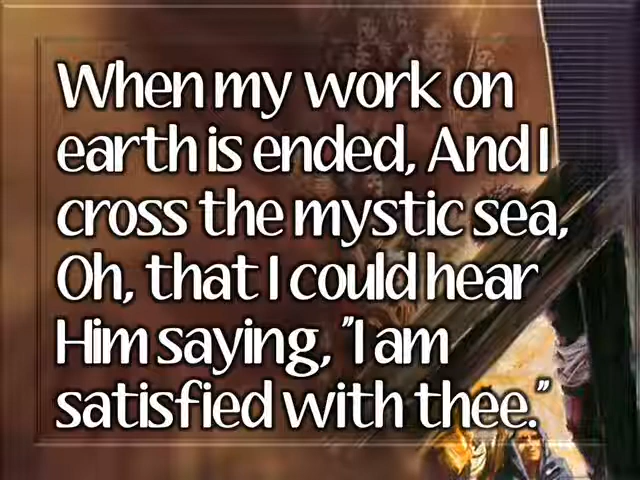 When my work on
earth is ended, And I
cross the mystic sea,
Oh, that I could hear
Him saying, "I am
satisfied with thee."